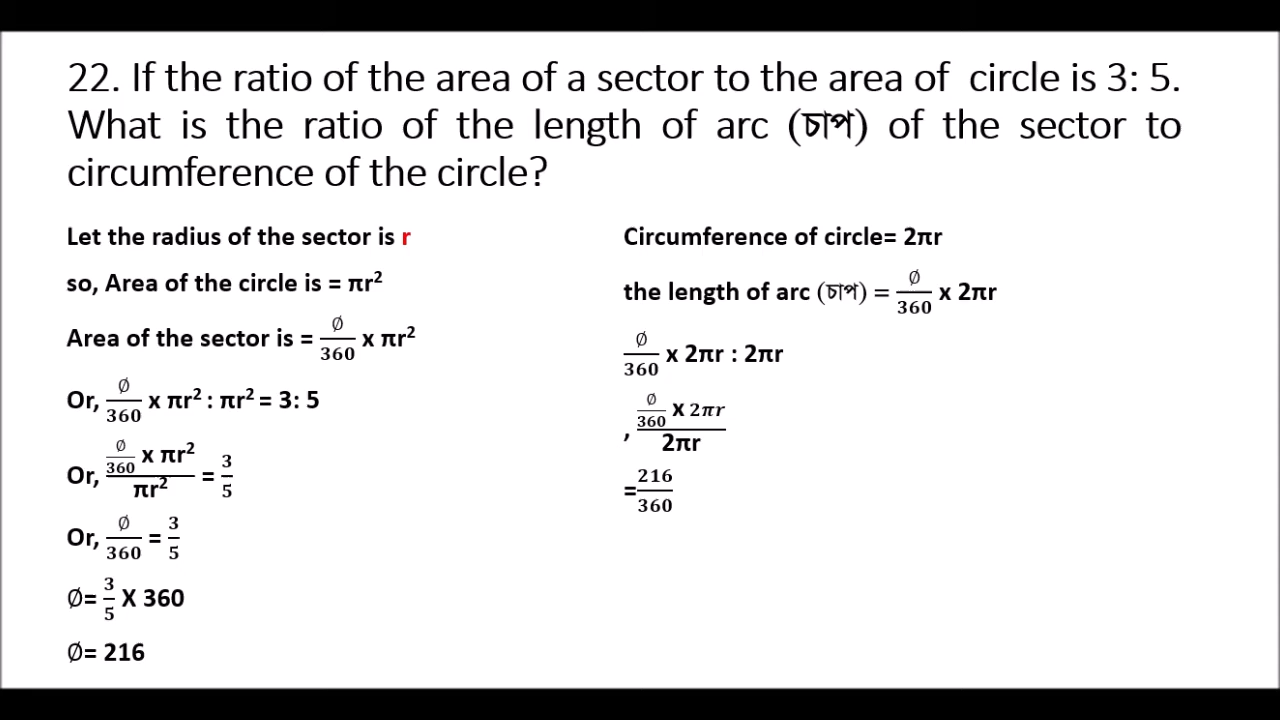 22. If the ratio of the area of a sector to the area of circle is 3: 5.
What is the ratio of the length of arc (চাপ) of the sector to
circumference of the circle?
Let the radius of the sector is r
so, Area of the circle is = πr²
Area of the sector is = ∅/360 x πr²
Or, ∅/360 x πr² : πr² = 3: 5
Or, (∅/360 x πr²)/πr² = 3/5
Or, ∅/360 = 3/5
∅= 3/5 X 360
∅= 216
Circumference of circle= 2πr
the length of arc (চাপ) = ∅/360 x 2πr
∅/360 x 2πr : 2πr
, (∅/360 x 2πr)/2πr
=216/360